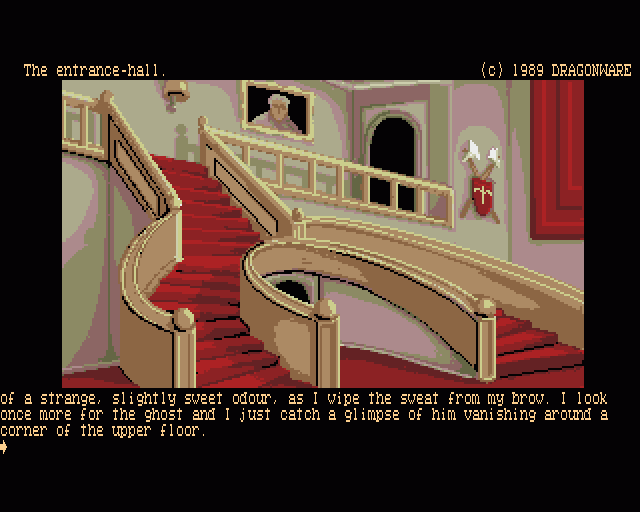 The entrance-hall.
(c) 1989 DRAGONWARE
of a strange, slightly sweet odour, as I wipe the sweat from my brow. I look
once more for the ghost and I just catch a glimpse of him vanishing around a
corner of the upper floor.